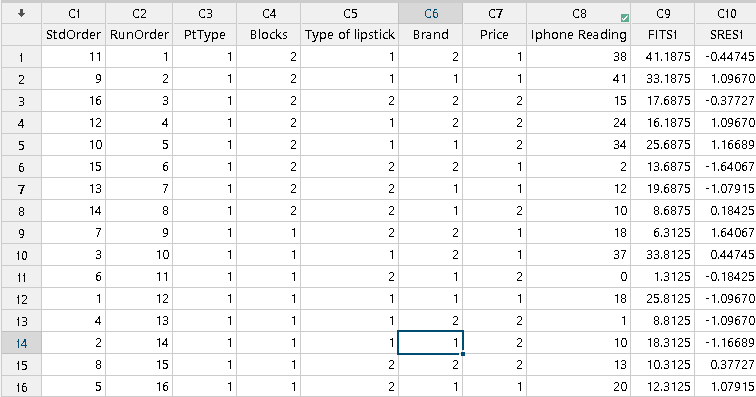 C1 C2 C3 C4 C5 C6 C7 C8 C9 C10
StdOrder RunOrder PtType Blocks Type of lipstick Brand Price Iphone Reading FITS1 SRES1
1 11 1 1 2 1 2 1 38 41.1875 -0.44745
2 9 2 1 2 1 1 1 41 33.1875 1.09670
3 16 3 1 2 2 2 2 15 17.6875 -0.37727
4 12 4 1 2 1 2 2 24 16.1875 1.09670
5 10 5 1 2 1 1 2 34 25.6875 1.16689
6 15 6 1 2 2 2 1 2 13.6875 -1.64067
7 13 7 1 2 2 1 1 12 19.6875 -1.07915
8 14 8 1 2 2 1 2 10 8.6875 0.18425
9 7 9 1 1 2 2 1 18 6.3125 1.64067
10 3 10 1 1 1 2 1 37 33.8125 0.44745
11 6 11 1 1 2 1 2 0 1.3125 -0.18425
12 1 12 1 1 1 1 1 18 25.8125 -1.09670
13 4 13 1 1 1 2 2 1 8.8125 -1.09670
14 2 14 1 1 1 1 2 10 18.3125 -1.16689
15 8 15 1 1 2 2 2 13 10.3125 0.37727
16 5 16 1 1 2 1 1 20 12.3125 1.07915